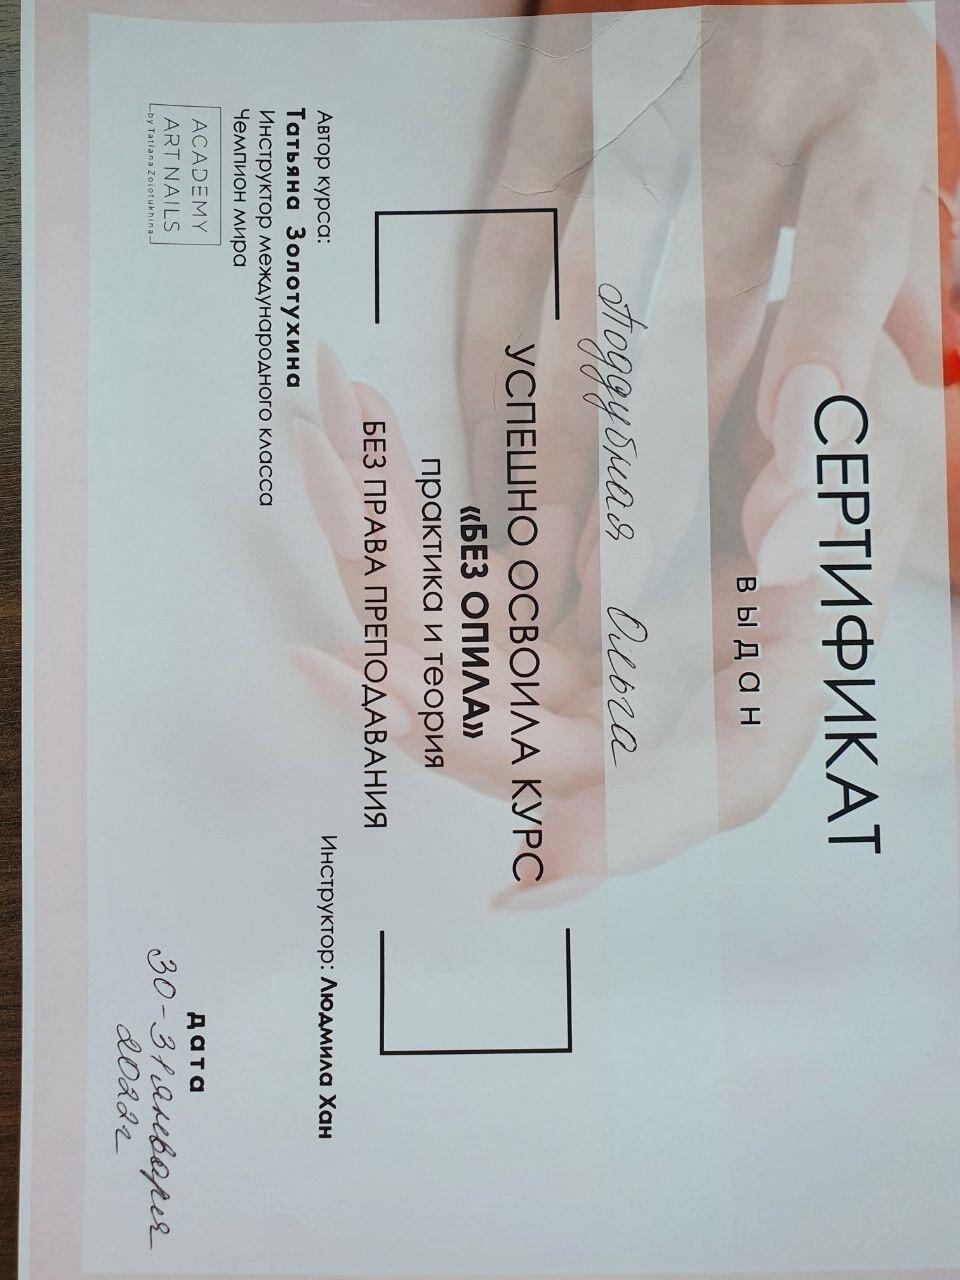 СЕРТИФИКАТ
выдан
Поддубная Ольга
УСПЕШНО ОСВОИЛА КУРС
«БЕЗ ОПИЛА»
практика и теория
БЕЗ ПРАВА ПРЕПОДАВАНИЯ
Автор курса:
Татьяна Золотухина
Инструктор международного класса
Чемпион мира
ACADEMY
ART NAILS
by Tatiana Zolotukhina
Инструктор: Людмила Хан
дата
30-31 января
2022г